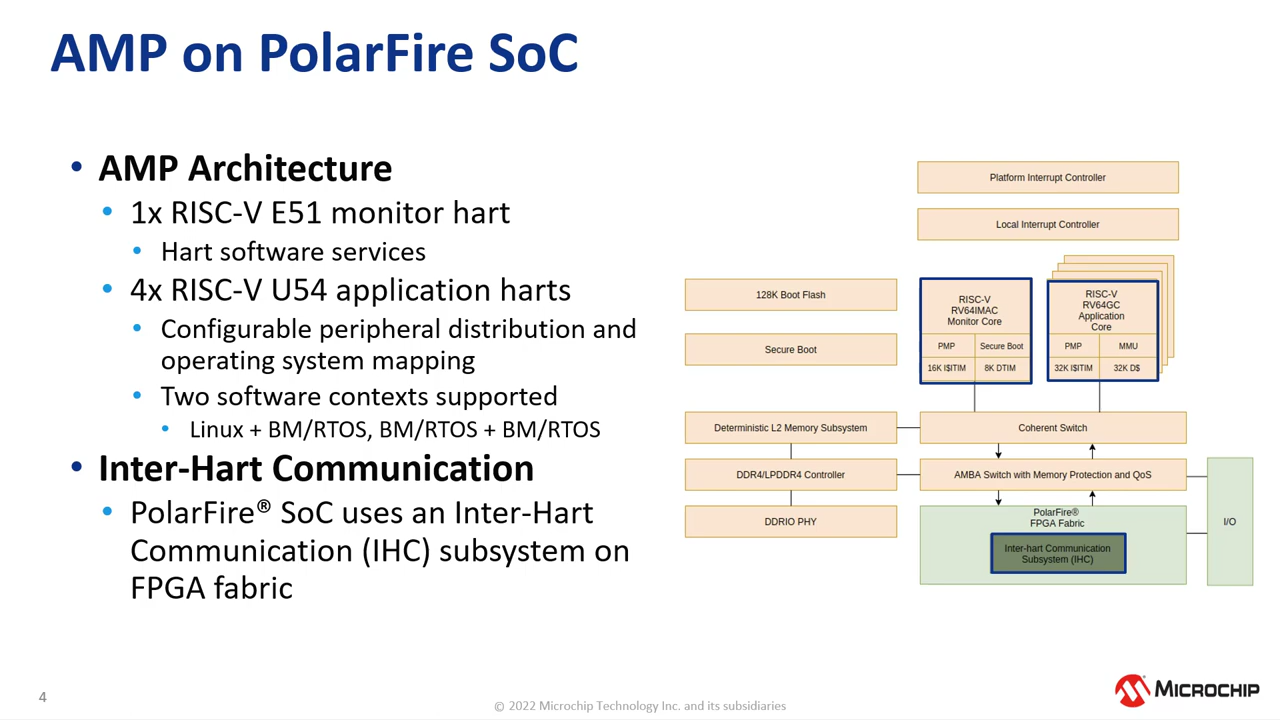 AMP on PolarFire SoC
• AMP Architecture
• 1x RISC-V E51 monitor hart
• Hart software services
• 4x RISC-V U54 application harts
• Configurable peripheral distribution and
operating system mapping
• Two software contexts supported
• Linux + BM/RTOS, BM/RTOS + BM/RTOS
• Inter-Hart Communication
• PolarFire® SoC uses an Inter-Hart
Communication (IHC) subsystem on
FPGA fabric
Platform Interrupt Controller
Local Interrupt Controller
128K Boot Flash
Secure Boot
RISC-V
RV64IMAC
Monitor Core
PMP
Secure Boot
16K I$ITIM
8K DTIM
RISC-V
RV64GC
Application
Core
PMP
MMU
32K I$ITIM
32K D$
Deterministic L2 Memory Subsystem
Coherent Switch
DDR4/LPDDR4 Controller
AMBA Switch with Memory Protection and QoS
DDRIO PHY
PolarFire®
FPGA Fabric
Inter-hart Communication
Subsystem (IHC)
I/O
4
© 2022 Microchip Technology Inc. and its subsidiaries
MICROCHIP